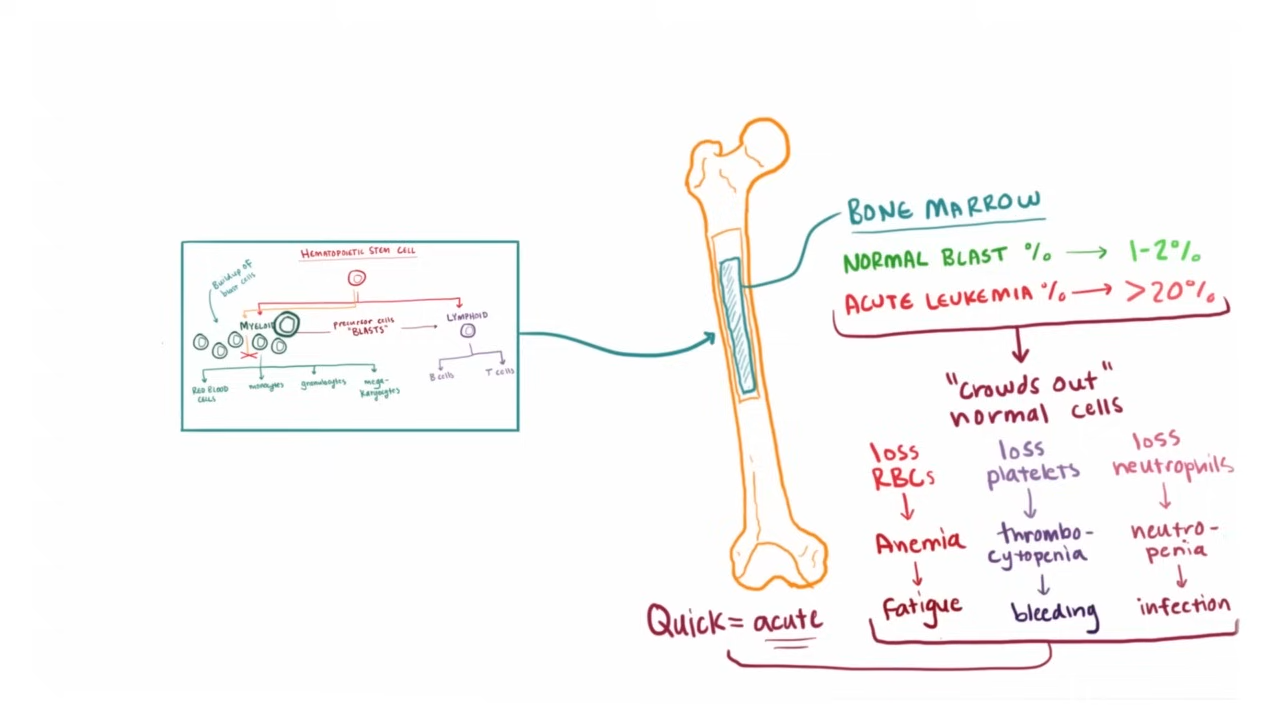 Hematopoietic Stem Cell
Buildup of
blast cells
Myeloid
precursor cells
"BLASTS"
Lymphoid
Red Blood
Cells
monocytes
granulocytes
mega-
karyocytes
B cells
T cells
Bone Marrow
Normal Blast % → 1-2%
Acute Leukemia % → >20%
"Crowds out"
normal cells
loss
RBCs
Anemia
Fatigue
loss
platelets
thrombo-
cytopenia
bleeding
loss
neutrophils
neutro-
penia
infection
Quick = acute